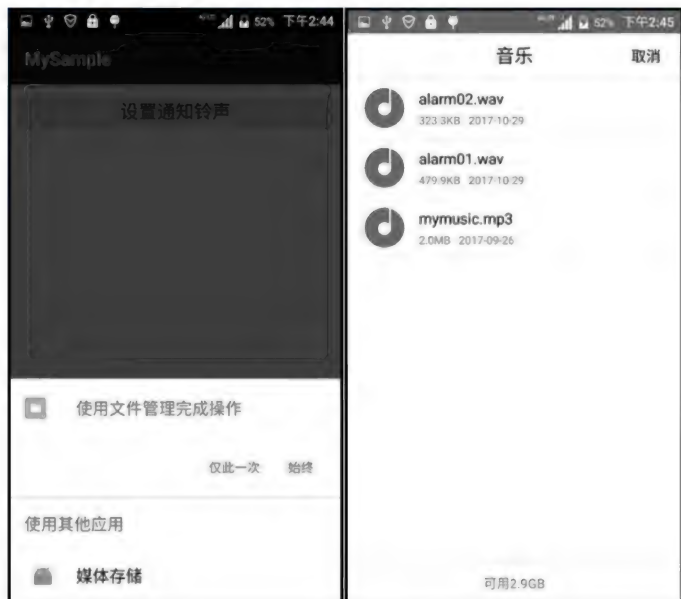 52% 下午2:44
MySample
设置通知铃声
使用文件管理完成操作
仅此一次 始终
使用其他应用
媒体存储
52% 下午2:45
音乐 取消
alarm02.wav
323.3KB 2017-10-29
alarm01.wav
479.9KB 2017-10-29
mymusic.mp3
2.0MB 2017-09-26
可用2.9GB